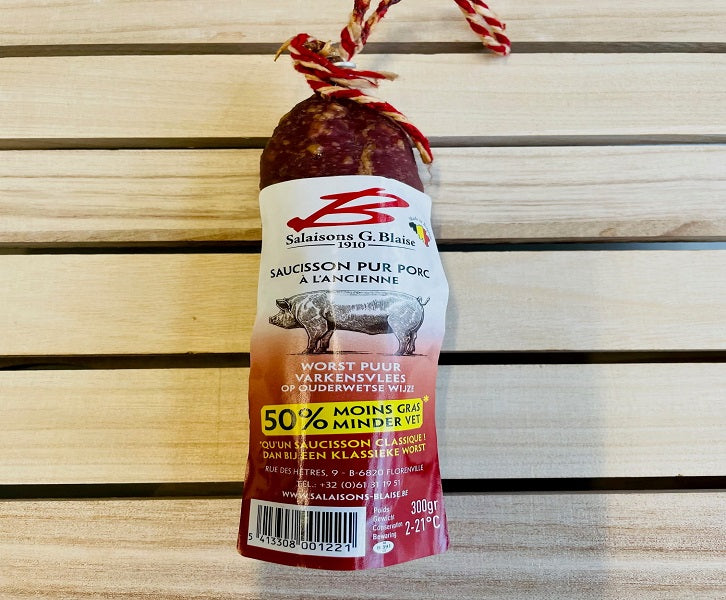 Salaisons G. Blaise
1910
SAUCISSON PUR PORC
À L'ANCIENNE
WORST PUUR
VARKENSVLEES
OP OUDERWETSE WIJZE
50% MOINS GRAS*
MINDER VET
*QU'UN SAUCISSON CLASSIQUE !
DAN BIJ EEN KLASSIEKE WORST
RUE DES HÊTRES, 9 - B-6820 FLORENVILLE
TEL.: +32 (0)61 31 19 51
WWW.SALAISONS-BLAISE.BE
5 413308 001221
Poids
Gewicht
300gr
Conservation
Bewaring
2-21°C